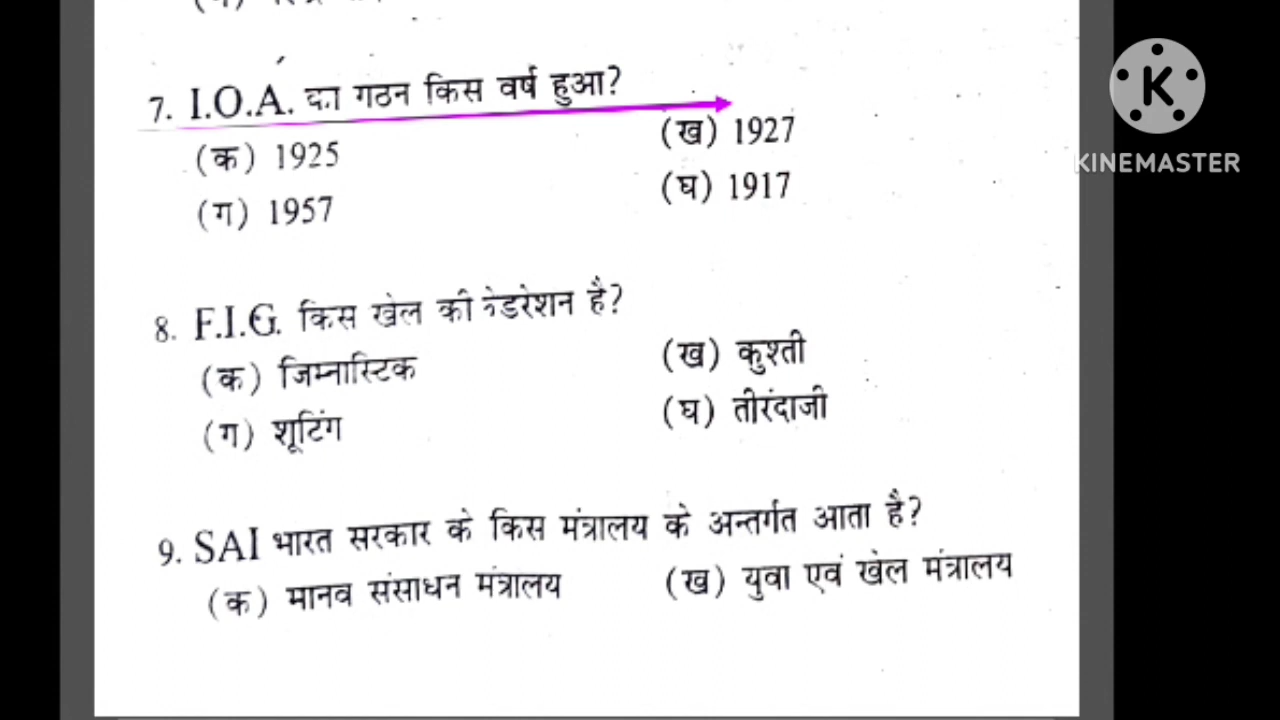 7. I.O.A. का गठन किस वर्ष हुआ?
(क) 1925 (ख) 1927
(ग) 1957 (घ) 1917
8. F.I.G. किस खेल की फेडरेशन है?
(क) जिम्नास्टिक (ख) कुश्ती
(ग) शूटिंग (घ) तीरंदाजी
9. SAI भारत सरकार के किस मंत्रालय के अन्तर्गत आता है?
(क) मानव संसाधन मंत्रालय (ख) युवा एवं खेल मंत्रालय
K
KINEMASTER